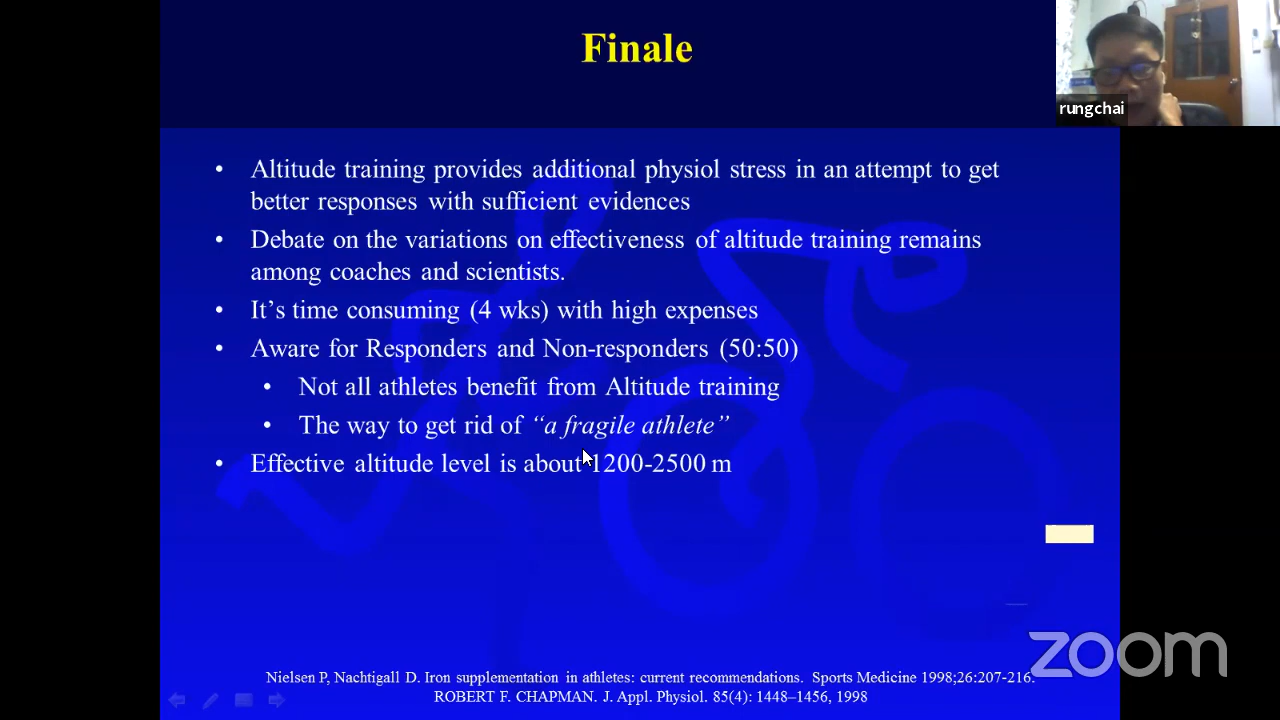 Finale
rungchai
• Altitude training provides additional physiol stress in an attempt to get
better responses with sufficient evidences
• Debate on the variations on effectiveness of altitude training remains
among coaches and scientists.
• It’s time consuming (4 wks) with high expenses
• Aware for Responders and Non-responders (50:50)
• Not all athletes benefit from Altitude training
• The way to get rid of “a fragile athlete”
• Effective altitude level is about 1200-2500 m
zoom
Nielsen P, Nachtigall D. Iron supplementation in athletes: current recommendations. Sports Medicine 1998;26:207-216.
ROBERT F. CHAPMAN. J. Appl. Physiol. 85(4): 1448–1456, 1998